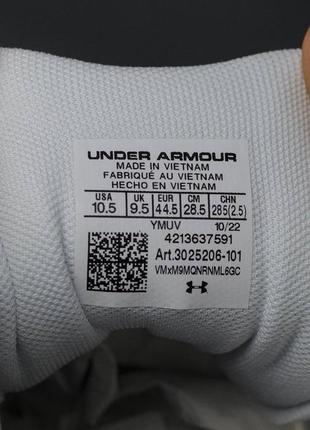 UNDER ARMOUR
MADE IN VIETNAM
FABRIQUÉ AU VIETNAM
HECHO EN VIETNAM
USA UK EUR CM CHN
10.5 9.5 44.5 28.5 285(2.5)
YMUV 10/22
4213637591
Art.3025206-101
VMxM9MQNRNML6GC